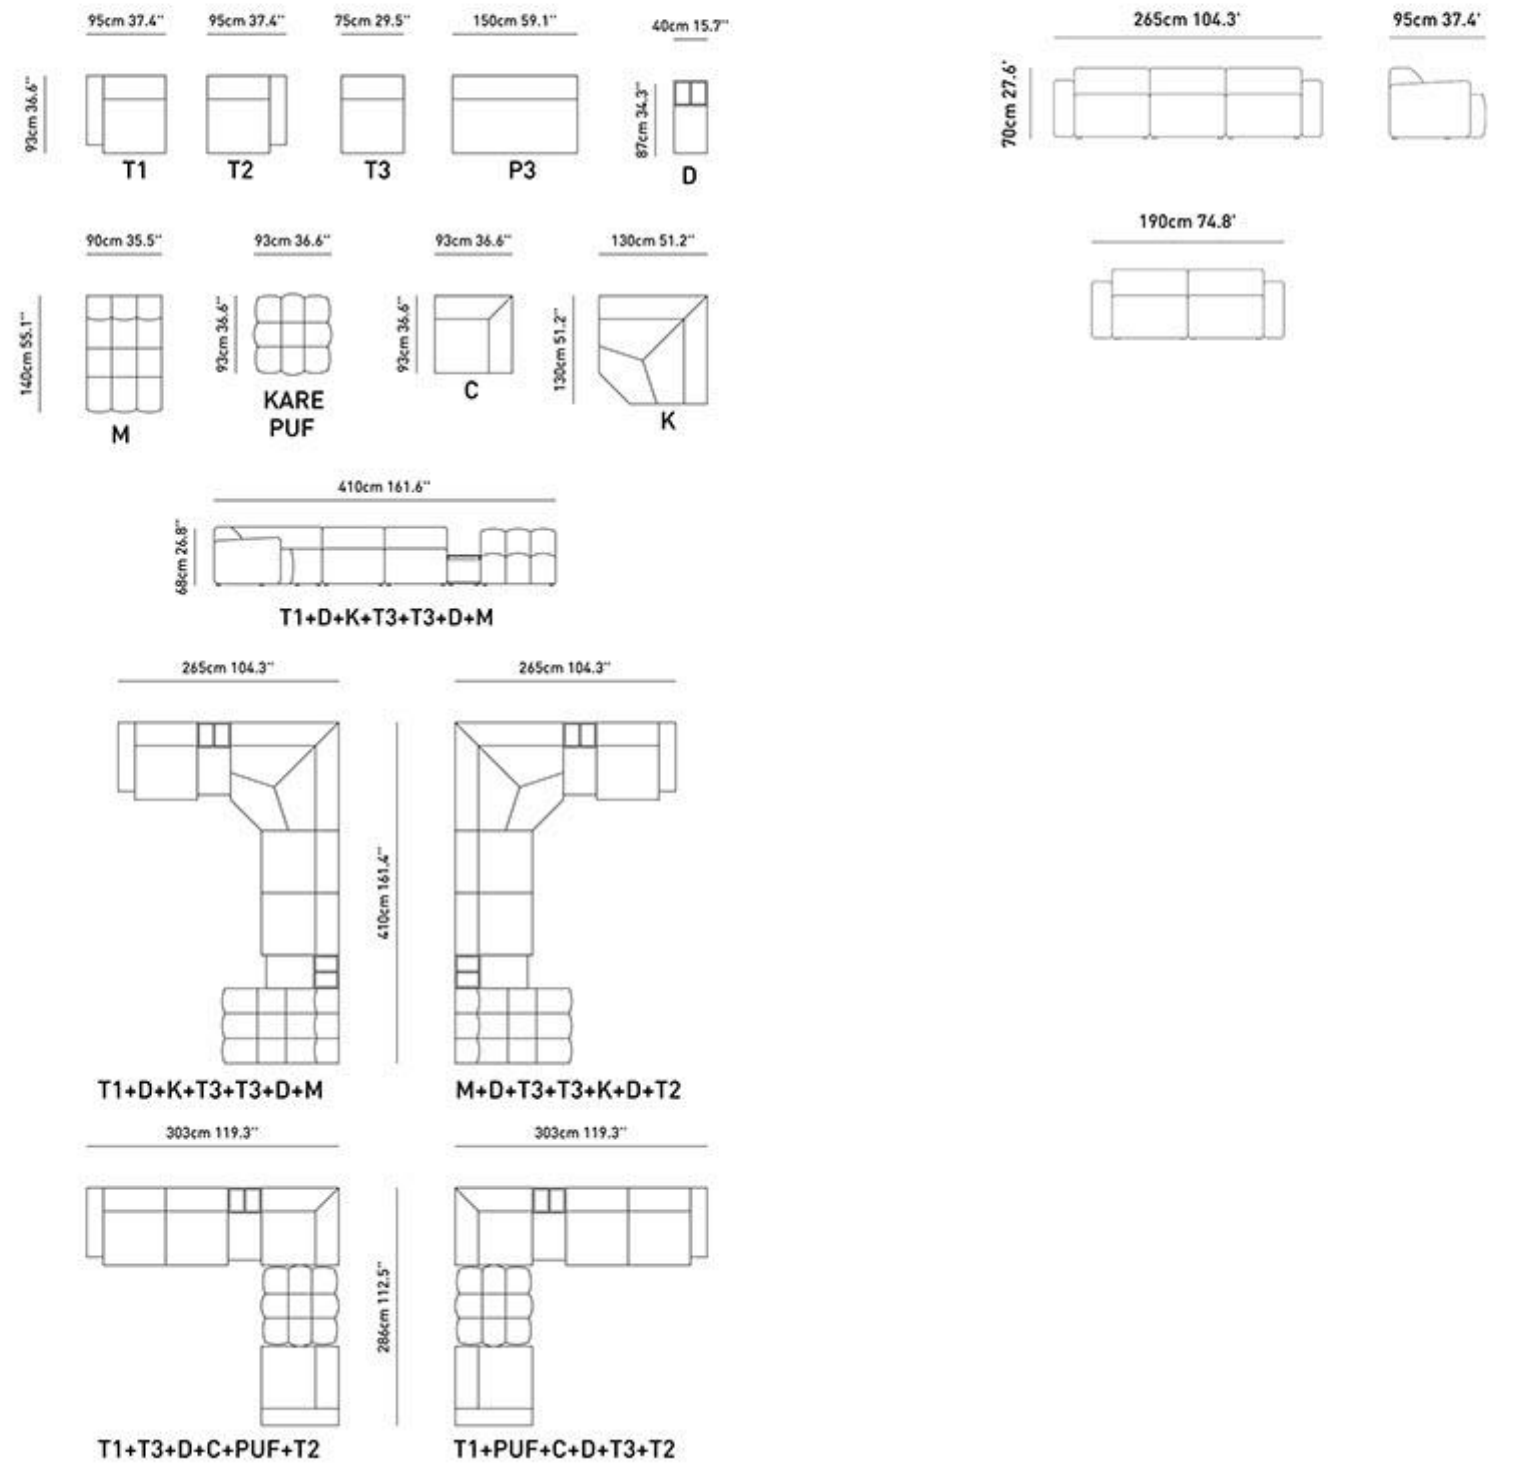 95cm 37.4"
95cm 37.4"
75cm 29.5"
150cm 59.1"
40cm 15.7"
93cm 36.6"
87cm 34.3"
T1
T2
T3
P3
D
90cm 35.5"
93cm 36.6"
93cm 36.6"
130cm 51.2"
140cm 55.1"
93cm 36.6"
93cm 36.6"
130cm 51.2"
M
KARE
PUF
C
K
410cm 161.6"
68cm 26.8"
T1+D+K+T3+T3+D+M
265cm 104.3"
265cm 104.3"
410cm 161.4"
T1+D+K+T3+T3+D+M
M+D+T3+T3+K+D+T2
303cm 119.3"
303cm 119.3"
286cm 112.5"
T1+T3+D+C+PUF+T2
T1+PUF+C+D+T3+T2
265cm 104.3'
95cm 37.4'
70cm 27.6'
190cm 74.8'